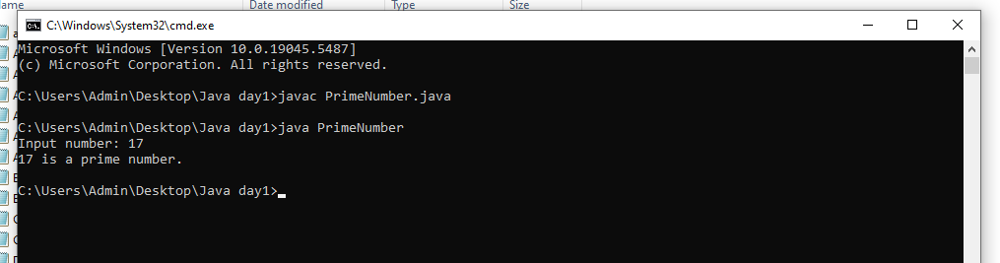 Date modified Type Size
C:\Windows\System32\cmd.exe
Microsoft Windows [Version 10.0.19045.5487]
(c) Microsoft Corporation. All rights reserved.
C:\Users\Admin\Desktop\Java day1>javac PrimeNumber.java
C:\Users\Admin\Desktop\Java day1>java PrimeNumber
Input number: 17
17 is a prime number.
C:\Users\Admin\Desktop\Java day1>